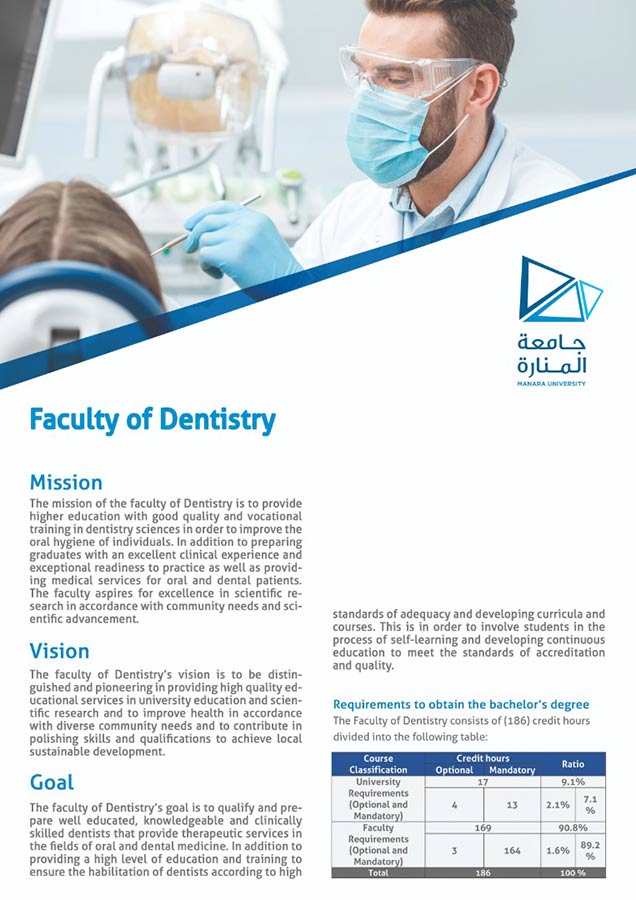 جامعة
المنارة
MANARA UNIVERSITY
Faculty of Dentistry
Mission
The mission of the faculty of Dentistry is to provide
higher education with good quality and vocational
training in dentistry sciences in order to improve the
oral hygiene of individuals. In addition to preparing
graduates with an excellent clinical experience and
exceptional readiness to practice as well as provid-
ing medical services for oral and dental patients.
The faculty aspires for excellence in scientific re-
search in accordance with community needs and sci-
entific advancement.
Vision
The faculty of Dentistry's vision is to be distin-
guished and pioneering in providing high quality ed-
ucational services in university education and scien-
tific research and to improve health in accordance
with diverse community needs and to contribute in
polishing skills and qualifications to achieve local
sustainable development.
Goal
The faculty of Dentistry's goal is to qualify and pre-
pare well educated, knowledgeable and clinically
skilled dentists that provide therapeutic services in
the fields of oral and dental medicine. In addition to
providing a high level of education and training to
ensure the habilitation of dentists according to high
standards of adequacy and developing curricula and
courses. This is in order to involve students in the
process of self-learning and developing continuous
education to meet the standards of accreditation
and quality.
Requirements to obtain the bachelor's degree
The Faculty of Dentistry consists of (186) credit hours
divided into the following table:
Course Credit hours Ratio
Classification Optional Mandatory
University 17 9.1%
Requirements
(Optional and 4 13 2.1% 7.1
Mandatory) %
Faculty 169 90.8%
Requirements
(Optional and 3 164 1.6% 89.2
Mandatory) %
Total 186 100 %